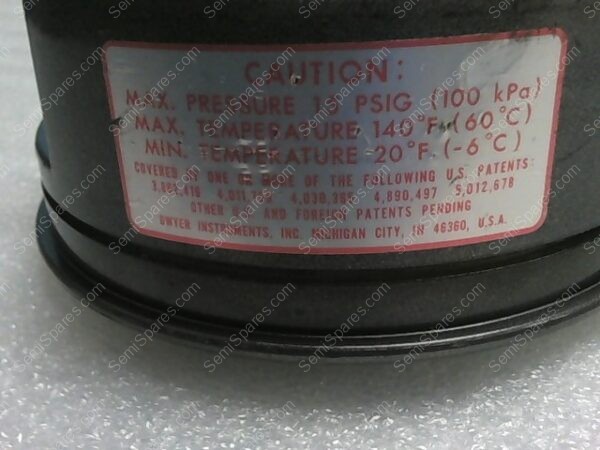 CAUTION:
MAX. PRESSURE 15 PSIG (100 kPa)
MAX. TEMPERATURE 140°F. (60°C)
MIN. TEMPERATURE 20°F. (-6°C)
COVERED BY ONE OR MORE OF THE FOLLOWING U.S. PATENTS:
4,890,497 5,012,678
OTHER U.S. AND FOREIGN PATENTS PENDING
DWYER INSTRUMENTS, INC. MICHIGAN CITY, IN 46360, U.S.A.
SemiSpares.com